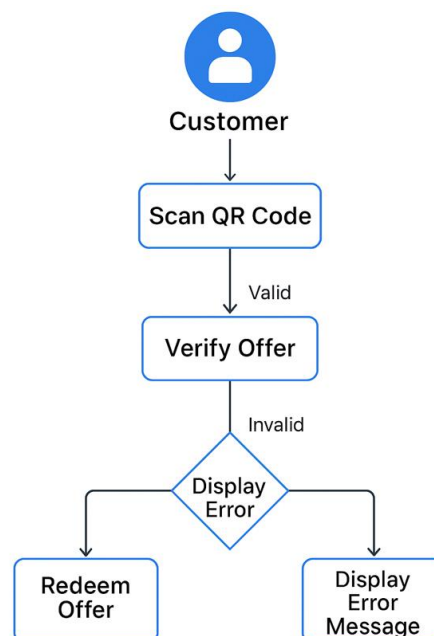 Customer
Scan QR Code
Valid
Verify Offer
Invalid
Display
Error
Redeem
Offer
Display
Error
Message